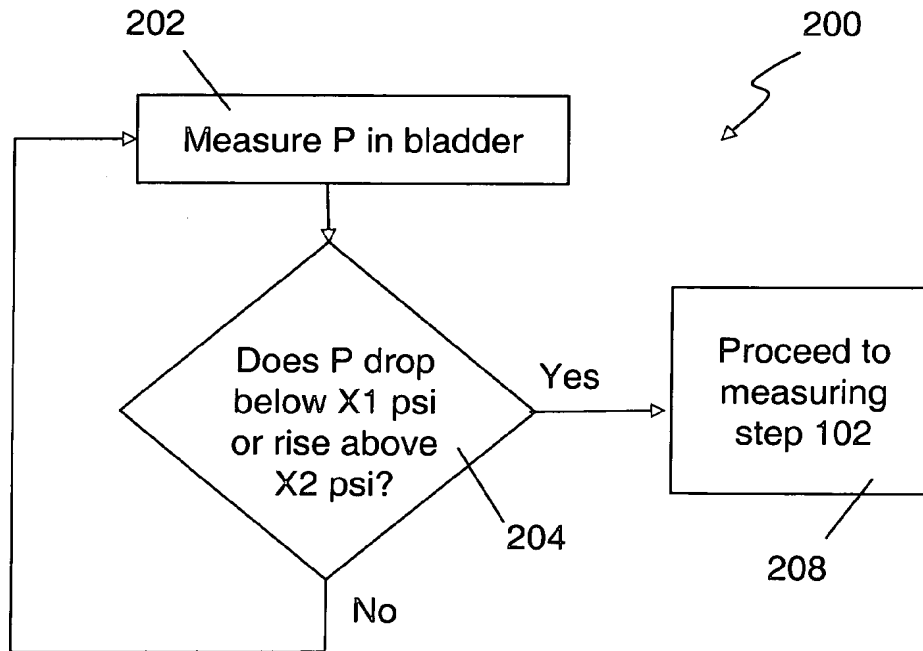 202
200
Measure P in bladder
Does P drop
below X1 psi
or rise above
X2 psi?
Yes
Proceed to
measuring
step 102
204
208
No